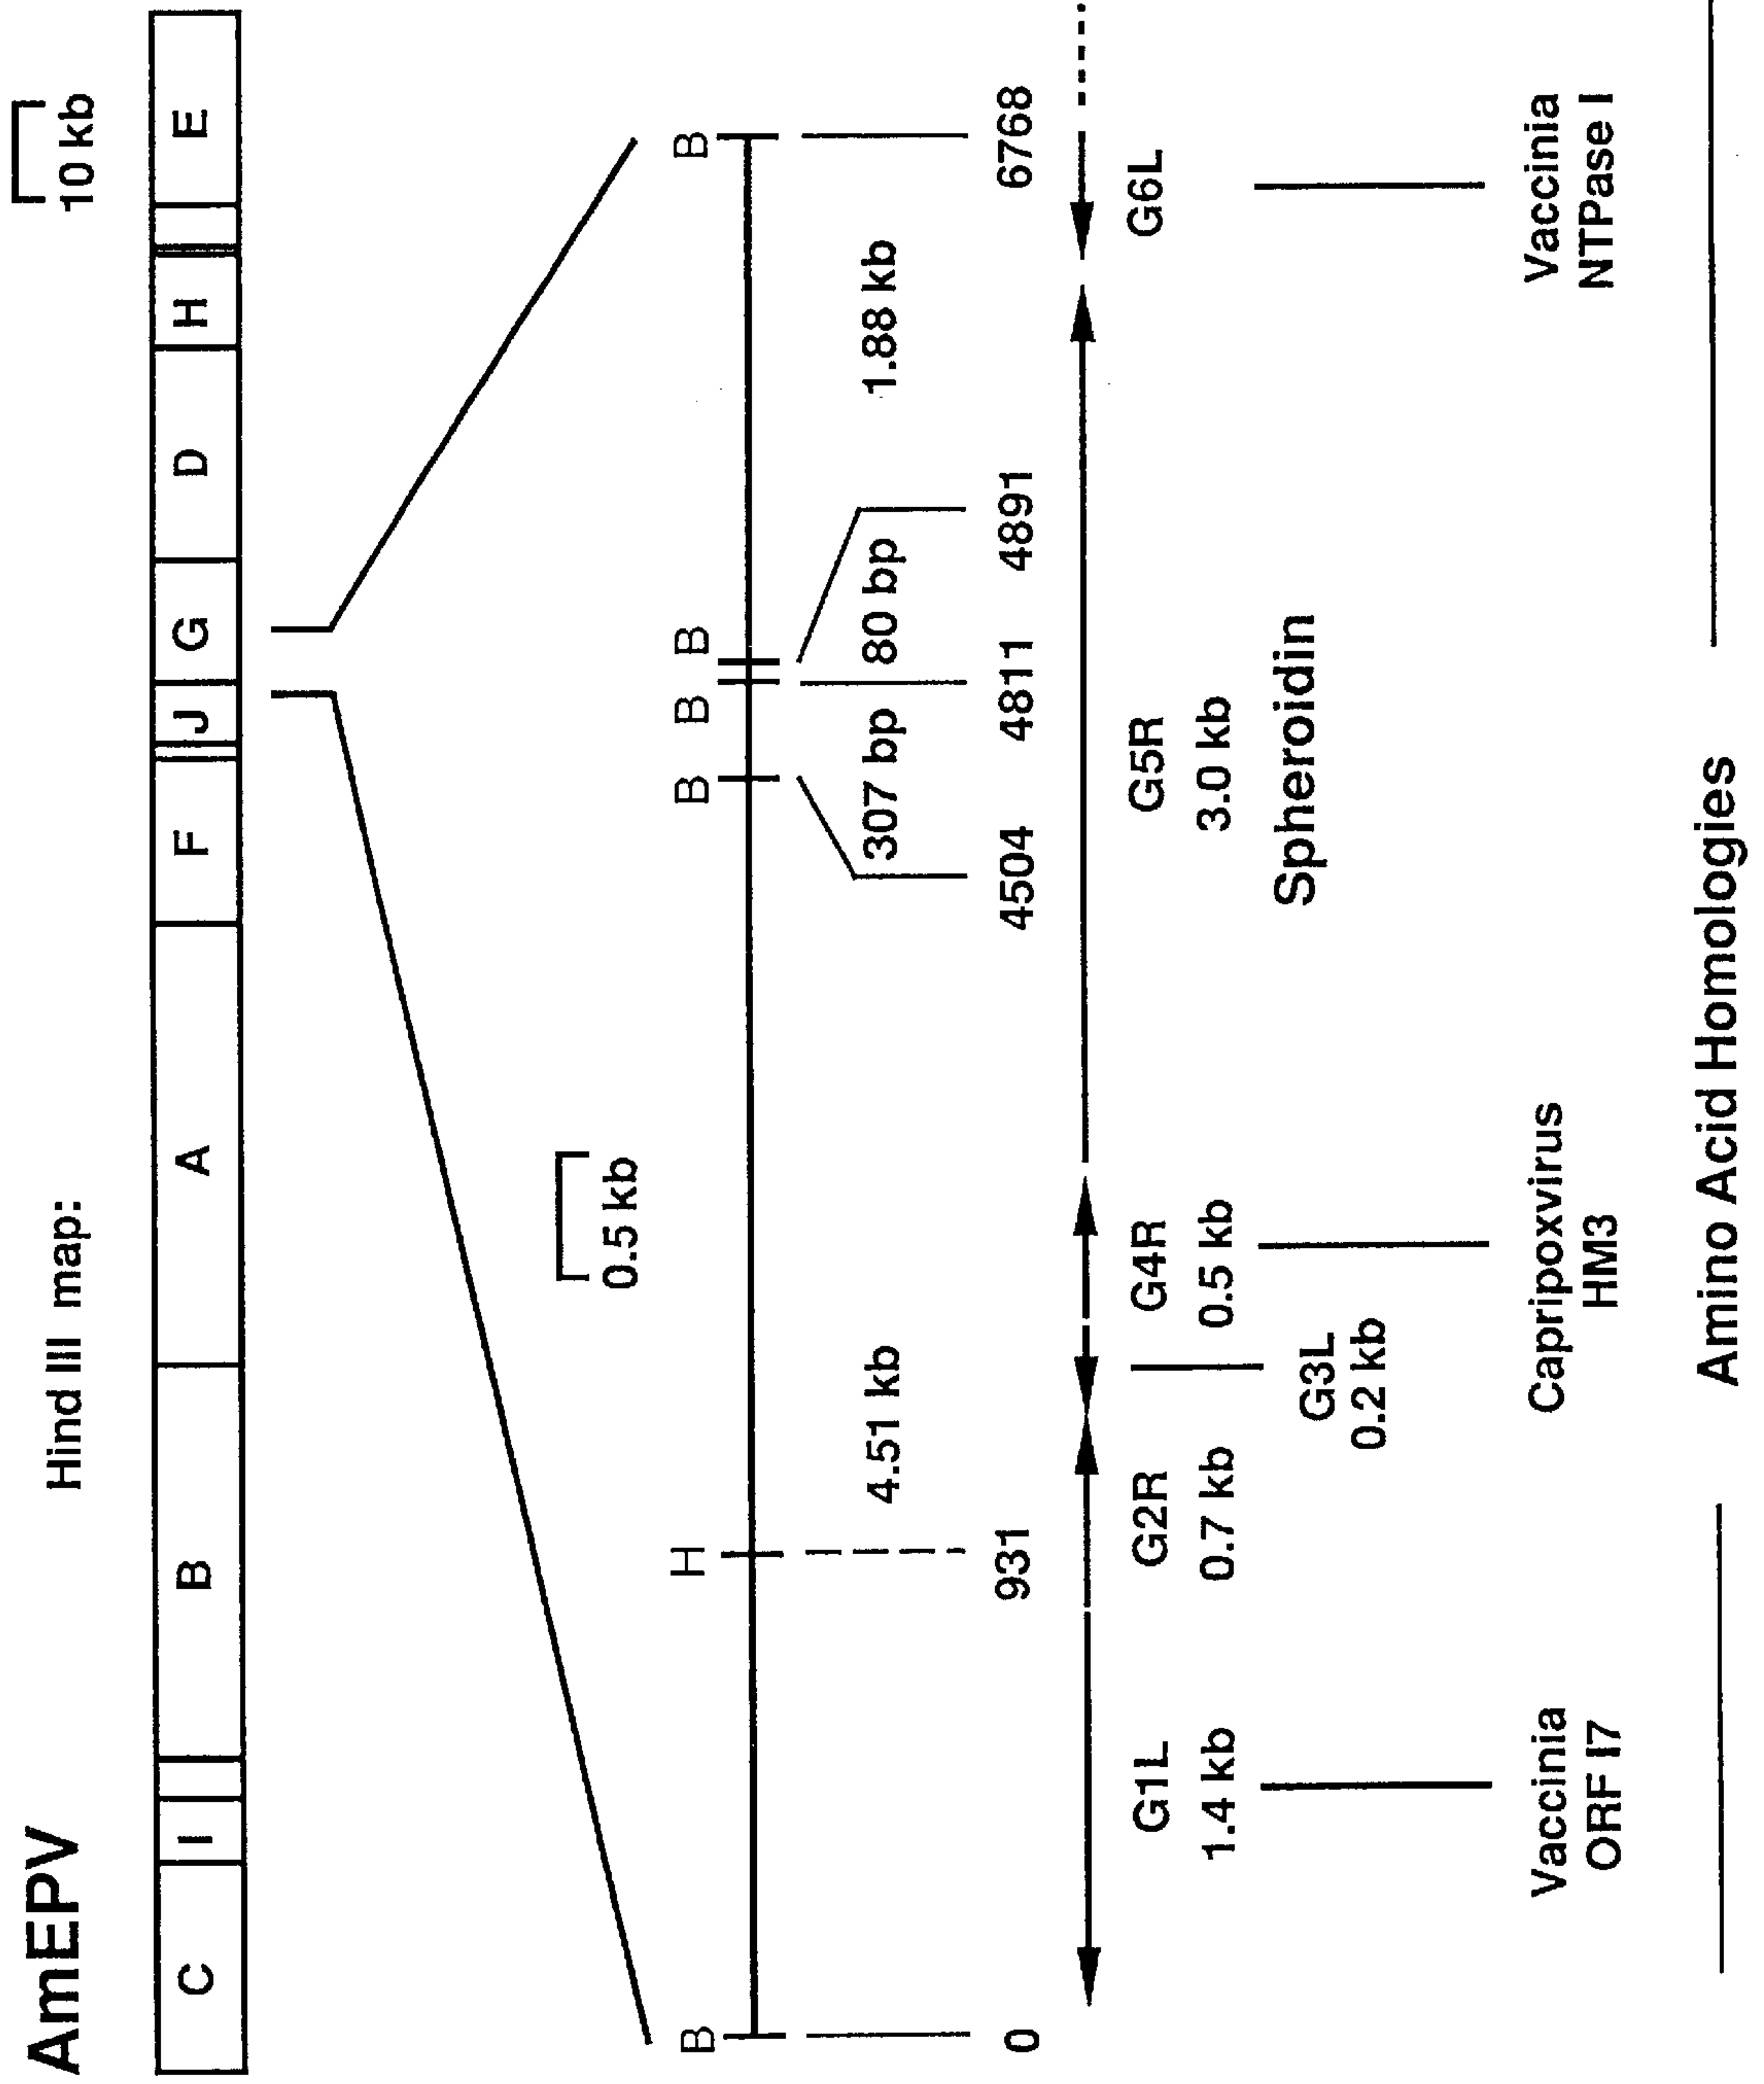 AmEPV
Hind III map:
10 kb
C I B A F J G D H E
0.5 kb
B H B B B B
4.51 kb 307 bp 80 bp 1.88 kb
0 931 4504 4811 4891 6768
G1L G2R G4R G5R G6L
1.4 kb 0.7 kb 0.5 kb 3.0 kb
G3L
0.2 kb
Spheroidin
Vaccinia
ORF I7
Capripoxvirus
HM3
Vaccinia
NTPase I
Amino Acid Homologies